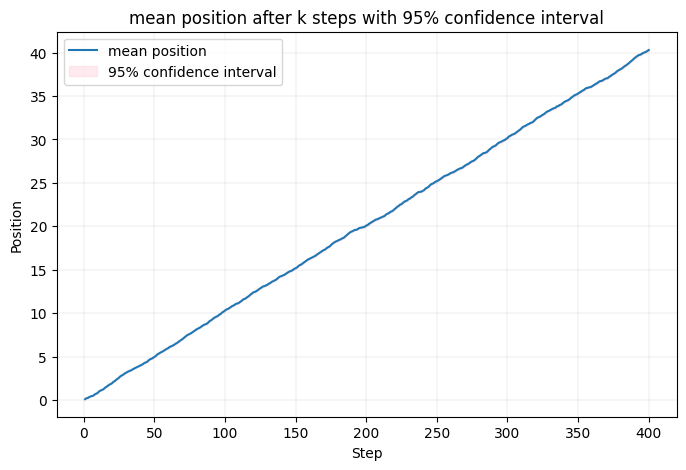 mean position after k steps with 95% confidence interval
mean position
95% confidence interval
Position
40
35
30
25
20
15
10
5
0
0 50 100 150 200 250 300 350 400
Step